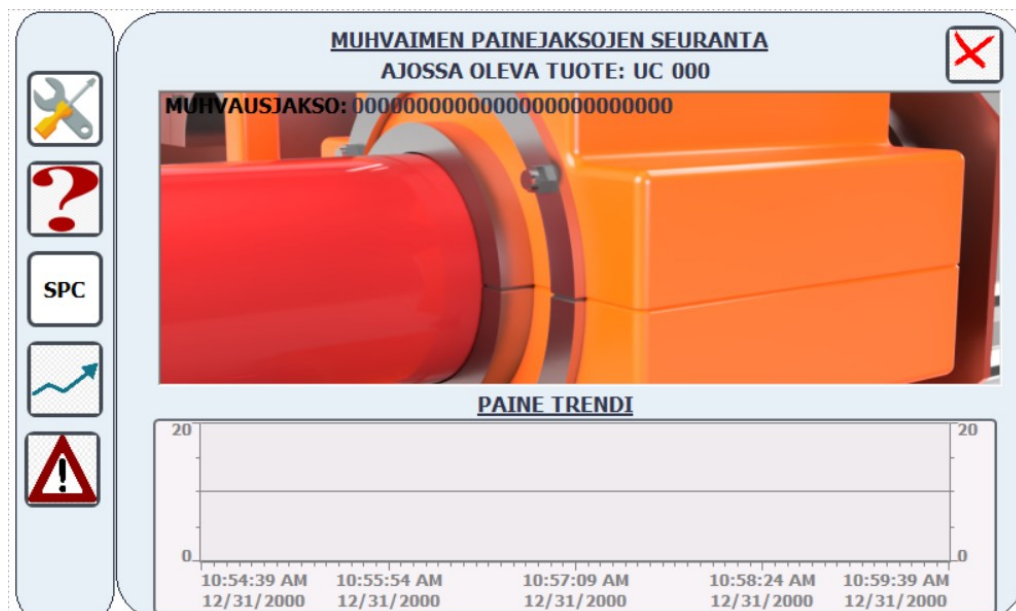 MUHVAIMEN PAINEJAKSOJEN SEURANTA
AJOSSA OLEVA TUOTE: UC 000
MUHVAUSJAKSO: 0000000000000000000000000
?
SPC
!
PAINE TRENDI
20 20
0 0
10:54:39 AM 10:55:54 AM 10:57:09 AM 10:58:24 AM 10:59:39 AM
12/31/2000 12/31/2000 12/31/2000 12/31/2000 12/31/2000